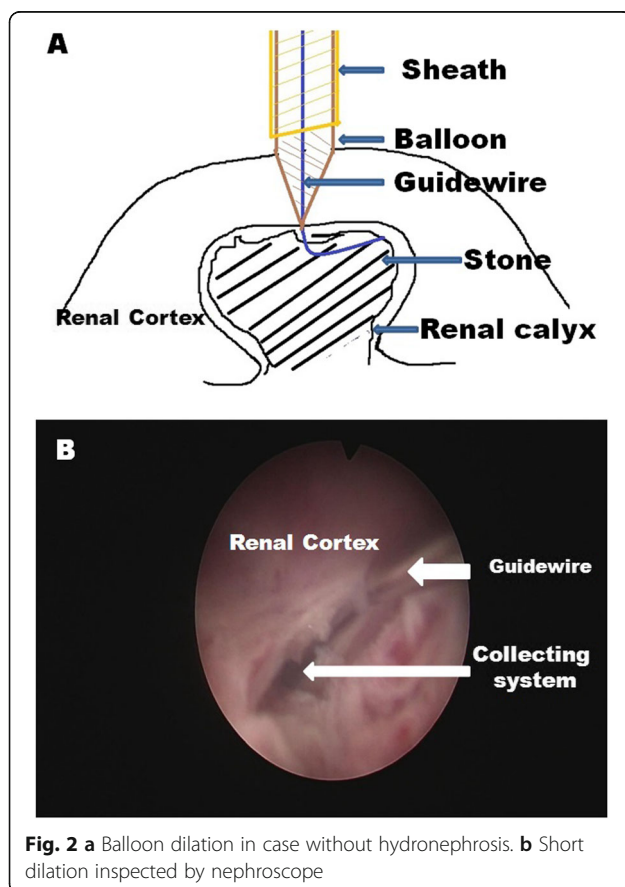 A
Sheath
Balloon
Guidewire
Stone
Renal Cortex
Renal calyx
B
Renal Cortex
Guidewire
Collecting
system
Fig. 2 a Balloon dilation in case without hydronephrosis. b Short
dilation inspected by nephroscope